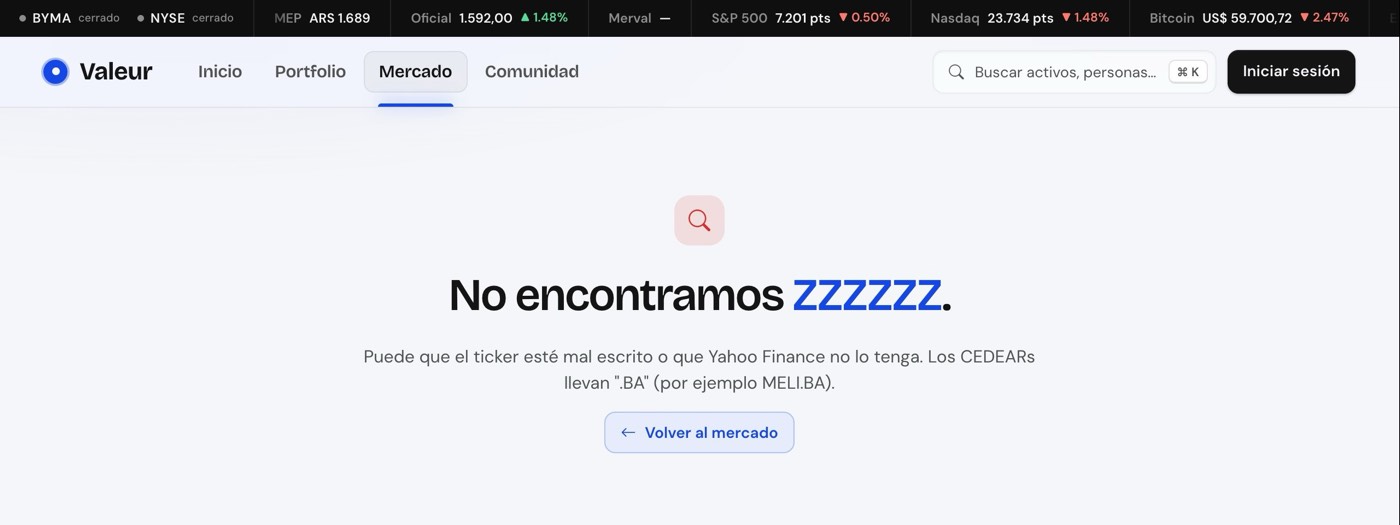 BYMA cerrado NYSE cerrado MEP ARS 1.689 Oficial 1.592,00 ▲ 1.48% Merval — S&P 500 7.201 pts ▼ 0.50% Nasdaq 23.734 pts ▼ 1.48% Bitcoin US$ 59.700,72 ▼ 2.47%
Valeur Inicio Portfolio Mercado Comunidad Buscar activos, personas... ⌘ K Iniciar sesión
No encontramos ZZZZZZ.
Puede que el ticker esté mal escrito o que Yahoo Finance no lo tenga. Los CEDEARs
llevan ".BA" (por ejemplo MELI.BA).
← Volver al mercado